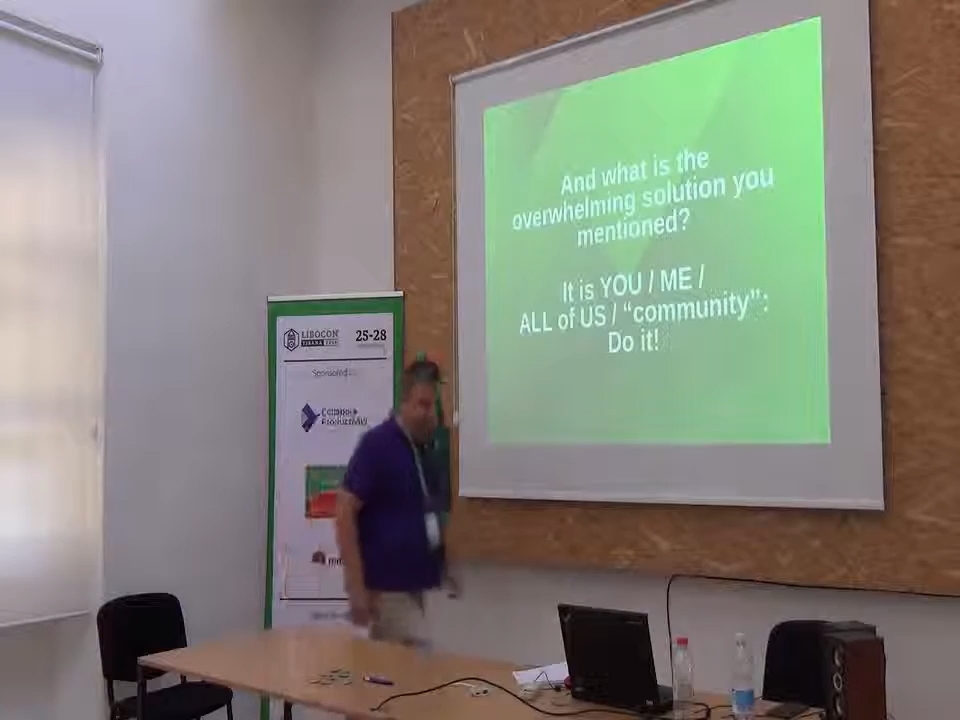 And what is the
overwhelming solution you
mentioned?
It is YOU / ME /
ALL of US / “community”:
Do it!
LIBOCON
25-28
Sponsored